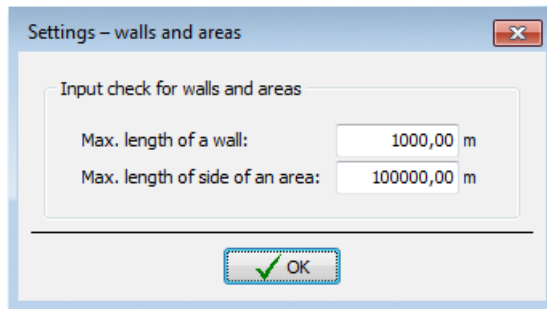 Settings – walls and areas
Input check for walls and areas
Max. length of a wall: 1000,00 m
Max. length of side of an area: 100000,00 m
OK